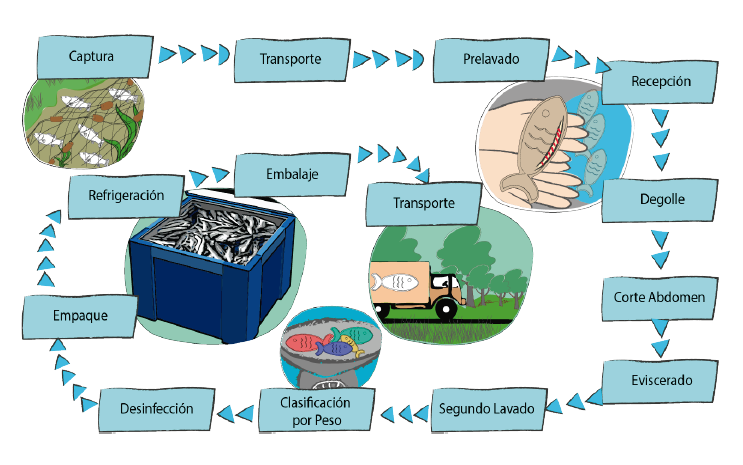 Captura
Transporte
Prelavado
Recepción
Degolle
Corte Abdomen
Eviscerado
Segundo Lavado
Clasificación
por Peso
Desinfección
Empaque
Refrigeración
Embalaje
Transporte